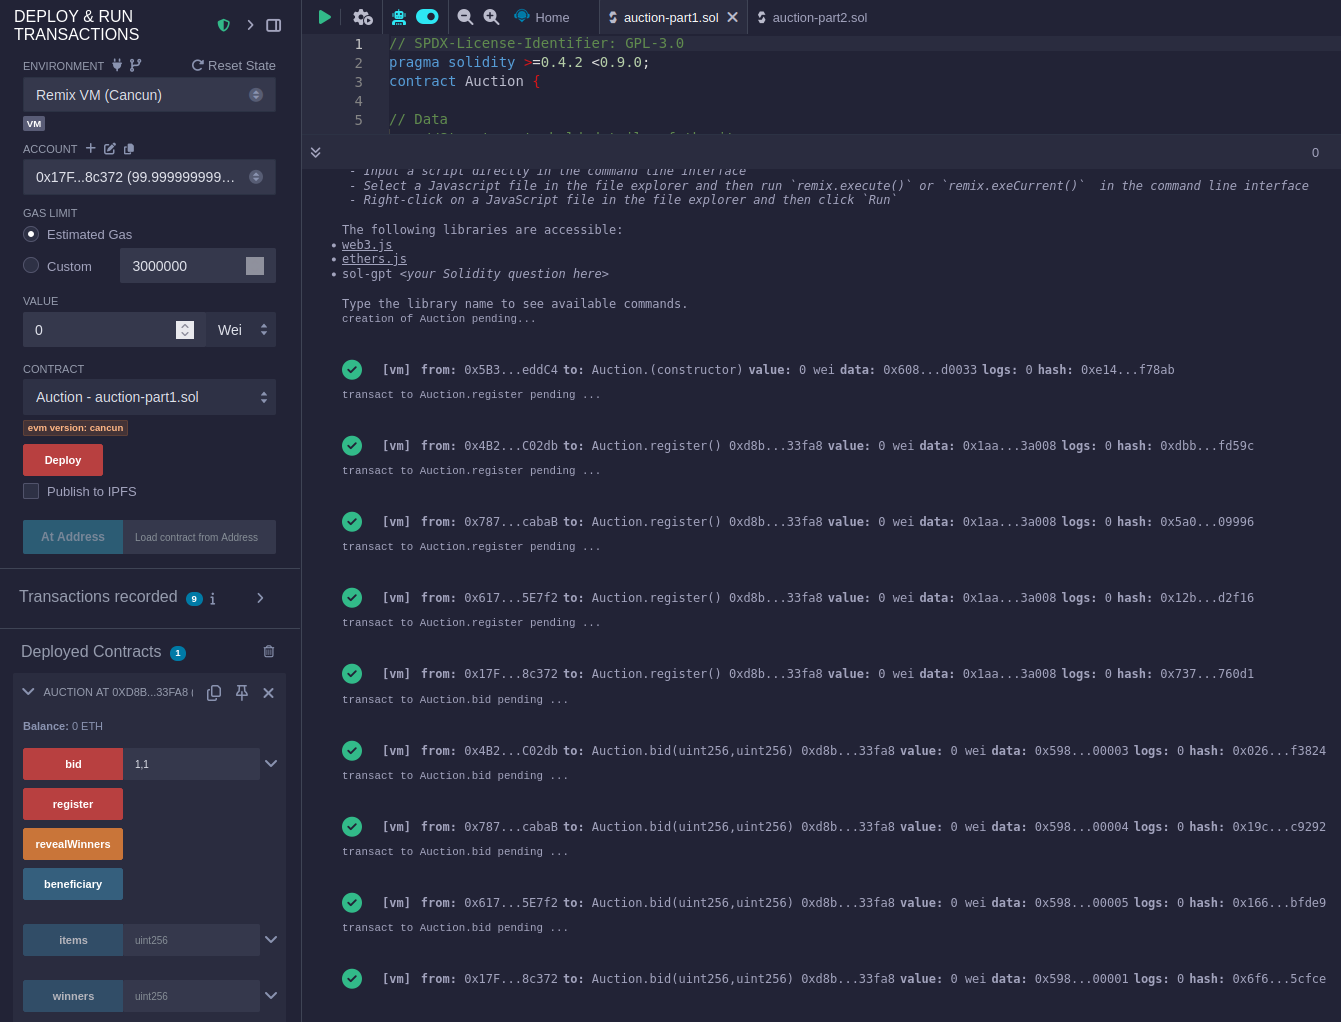 DEPLOY & RUN
TRANSACTIONS
ENVIRONMENT
Reset State
Remix VM (Cancun)
VM
ACCOUNT
0x17F...8c372 (99.999999999...
GAS LIMIT
Estimated Gas
Custom
3000000
VALUE
0
Wei
CONTRACT
Auction - auction-part1.sol
evm version: cancun
Deploy
Publish to IPFS
At Address
Load contract from Address
Transactions recorded 9 i
Deployed Contracts 1
AUCTION AT 0XD8B...33FA8 (
Balance: 0 ETH
bid
1,1
register
revealWinners
beneficiary
items
uint256
winners
uint256
Home
auction-part1.sol
auction-part2.sol
1 // SPDX-License-Identifier: GPL-3.0
2 pragma solidity >=0.4.2 <0.9.0;
3 contract Auction {
4
5 // Data
0
- Input a script directly in the command line interface
- Select a Javascript file in the file explorer and then run `remix.execute()` or `remix.exeCurrent()` in the command line interface
- Right-click on a JavaScript file in the file explorer and then click `Run`
The following libraries are accessible:
• web3.js
• ethers.js
• sol-gpt <your Solidity question here>
Type the library name to see available commands.
creation of Auction pending...
[vm] from: 0x5B3...eddC4 to: Auction.(constructor) value: 0 wei data: 0x608...d0033 logs: 0 hash: 0xe14...f78ab
transact to Auction.register pending ...
[vm] from: 0x4B2...C02db to: Auction.register() 0xd8b...33fa8 value: 0 wei data: 0x1aa...3a008 logs: 0 hash: 0xdbb...fd59c
transact to Auction.register pending ...
[vm] from: 0x787...cabaB to: Auction.register() 0xd8b...33fa8 value: 0 wei data: 0x1aa...3a008 logs: 0 hash: 0x5a0...09996
transact to Auction.register pending ...
[vm] from: 0x617...5E7f2 to: Auction.register() 0xd8b...33fa8 value: 0 wei data: 0x1aa...3a008 logs: 0 hash: 0x12b...d2f16
transact to Auction.register pending ...
[vm] from: 0x17F...8c372 to: Auction.register() 0xd8b...33fa8 value: 0 wei data: 0x1aa...3a008 logs: 0 hash: 0x737...760d1
transact to Auction.bid pending ...
[vm] from: 0x4B2...C02db to: Auction.bid(uint256,uint256) 0xd8b...33fa8 value: 0 wei data: 0x598...00003 logs: 0 hash: 0x026...f3824
transact to Auction.bid pending ...
[vm] from: 0x787...cabaB to: Auction.bid(uint256,uint256) 0xd8b...33fa8 value: 0 wei data: 0x598...00004 logs: 0 hash: 0x19c...c9292
transact to Auction.bid pending ...
[vm] from: 0x617...5E7f2 to: Auction.bid(uint256,uint256) 0xd8b...33fa8 value: 0 wei data: 0x598...00005 logs: 0 hash: 0x166...bfde9
transact to Auction.bid pending ...
[vm] from: 0x17F...8c372 to: Auction.bid(uint256,uint256) 0xd8b...33fa8 value: 0 wei data: 0x598...00001 logs: 0 hash: 0x6f6...5cfce